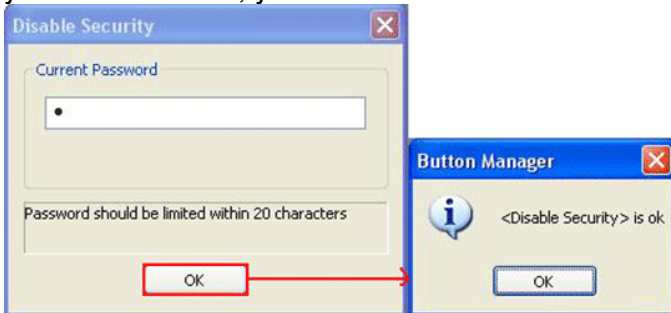 Disable Security
Current Password
•
Password should be limited within 20 characters
OK
Button Manager
<Disable Security> is ok
OK